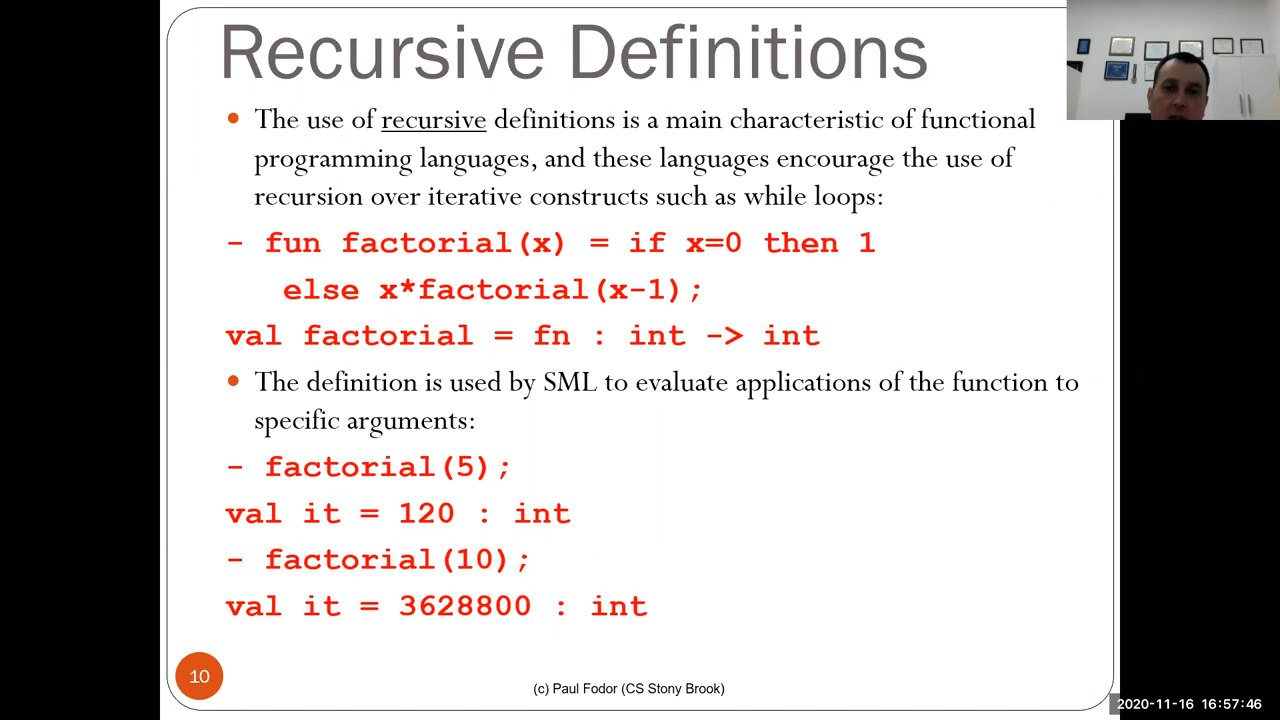 Recursive Definitions
• The use of recursive definitions is a main characteristic of functional
programming languages, and these languages encourage the use of
recursion over iterative constructs such as while loops:
- fun factorial(x) = if x=0 then 1
else x*factorial(x-1);
val factorial = fn : int -> int
• The definition is used by SML to evaluate applications of the function to
specific arguments:
- factorial(5);
val it = 120 : int
- factorial(10);
val it = 3628800 : int
10
(c) Paul Fodor (CS Stony Brook)
2020-11-16 16:57:46